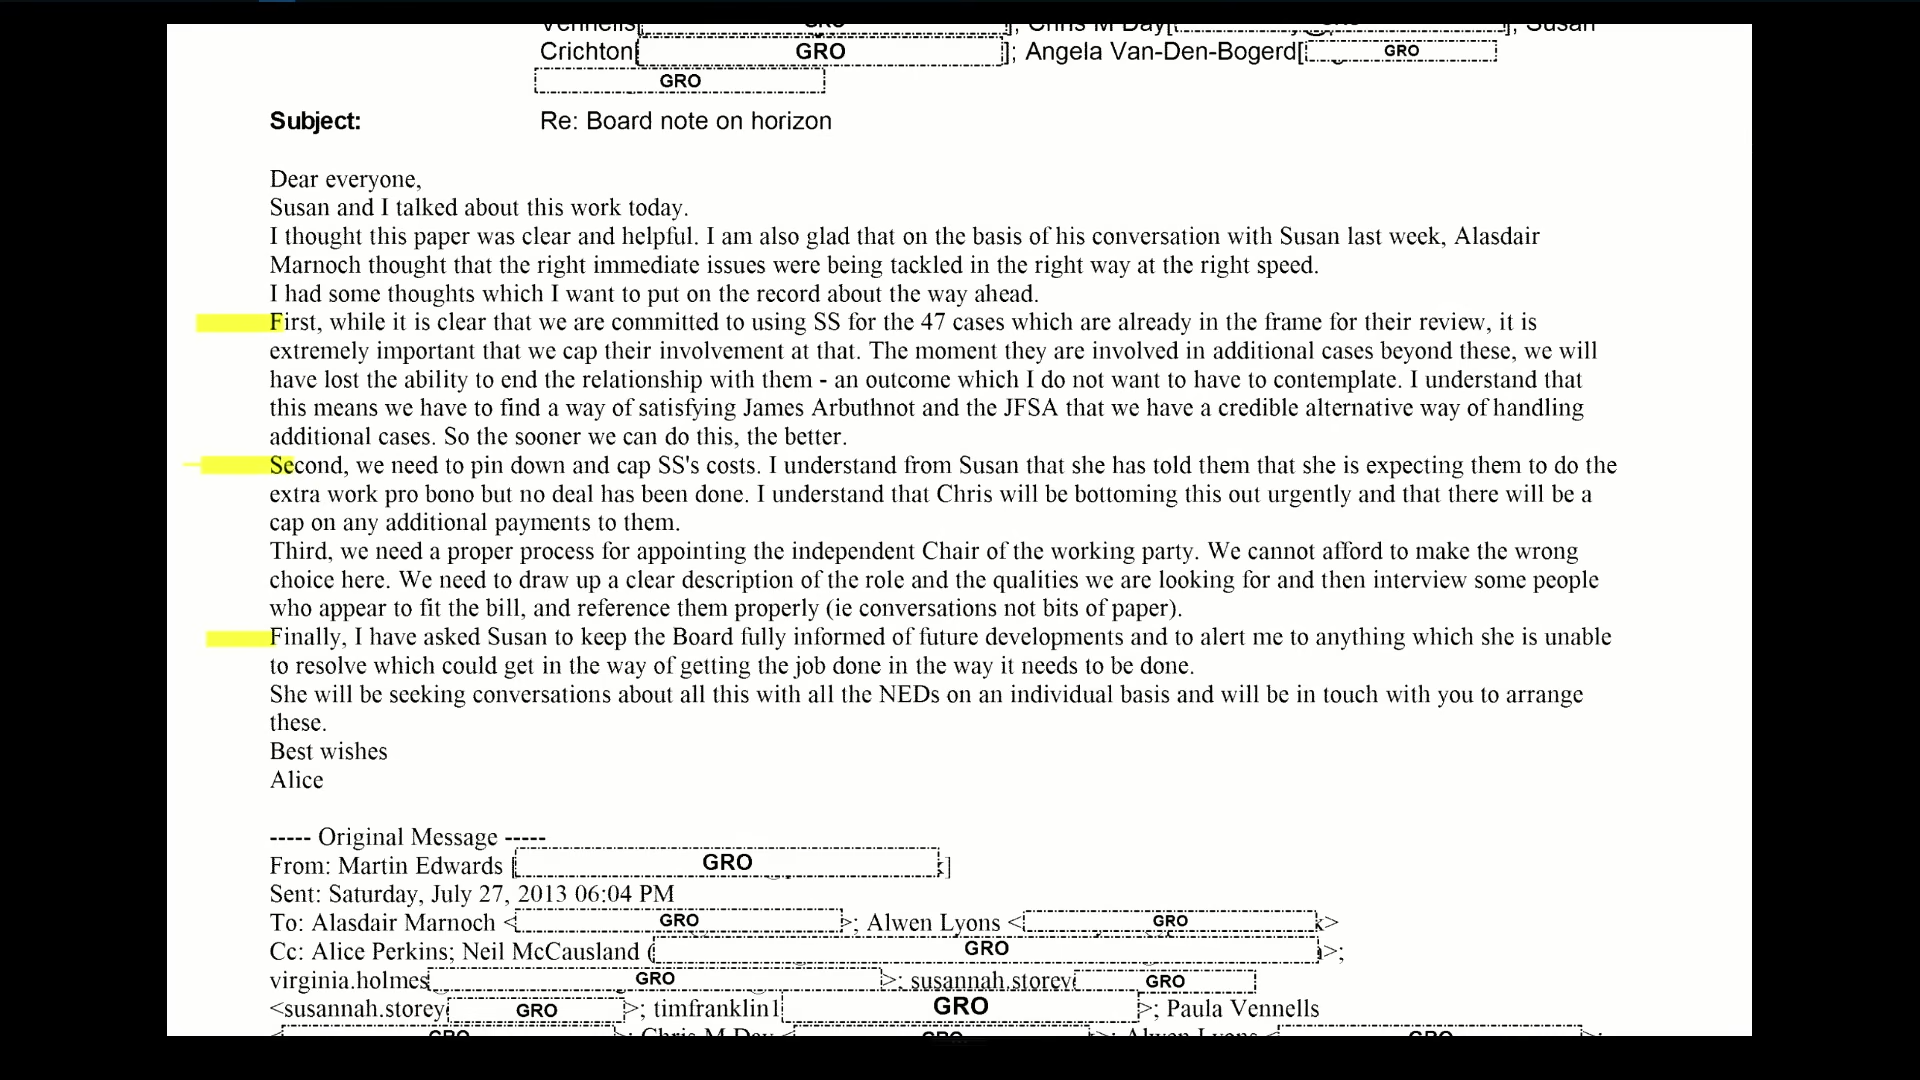 Vennells[GRO]; Chris M Day[GRO]; Susan
Crichton[GRO]; Angela Van-Den-Bogerd[GRO
GRO
Subject: Re: Board note on horizon
Dear everyone,
Susan and I talked about this work today.
I thought this paper was clear and helpful. I am also glad that on the basis of his conversation with Susan last week, Alasdair
Marnoch thought that the right immediate issues were being tackled in the right way at the right speed.
I had some thoughts which I want to put on the record about the way ahead.
First, while it is clear that we are committed to using SS for the 47 cases which are already in the frame for their review, it is
extremely important that we cap their involvement at that. The moment they are involved in additional cases beyond these, we will
have lost the ability to end the relationship with them - an outcome which I do not want to have to contemplate. I understand that
this means we have to find a way of satisfying James Arbuthnot and the JFSA that we have a credible alternative way of handling
additional cases. So the sooner we can do this, the better.
Second, we need to pin down and cap SS's costs. I understand from Susan that she has told them that she is expecting them to do the
extra work pro bono but no deal has been done. I understand that Chris will be bottoming this out urgently and that there will be a
cap on any additional payments to them.
Third, we need a proper process for appointing the independent Chair of the working party. We cannot afford to make the wrong
choice here. We need to draw up a clear description of the role and the qualities we are looking for and then interview some people
who appear to fit the bill, and reference them properly (ie conversations not bits of paper).
Finally, I have asked Susan to keep the Board fully informed of future developments and to alert me to anything which she is unable
to resolve which could get in the way of getting the job done in the way it needs to be done.
She will be seeking conversations about all this with all the NEDs on an individual basis and will be in touch with you to arrange
these.
Best wishes
Alice
----- Original Message -----
From: Martin Edwards [GRO]
Sent: Saturday, July 27, 2013 06:04 PM
To: Alasdair Marnoch <GRO>; Alwen Lyons <GRO>
Cc: Alice Perkins; Neil McCausland (GRO>;
virginia.holmes GRO>; susannah.storey GRO
<susannah.storey GRO>; timfranklin1 GRO>; Paula Vennells
<GRO>; Chris M Day <GRO>; Alwen Lyons <GRO>;